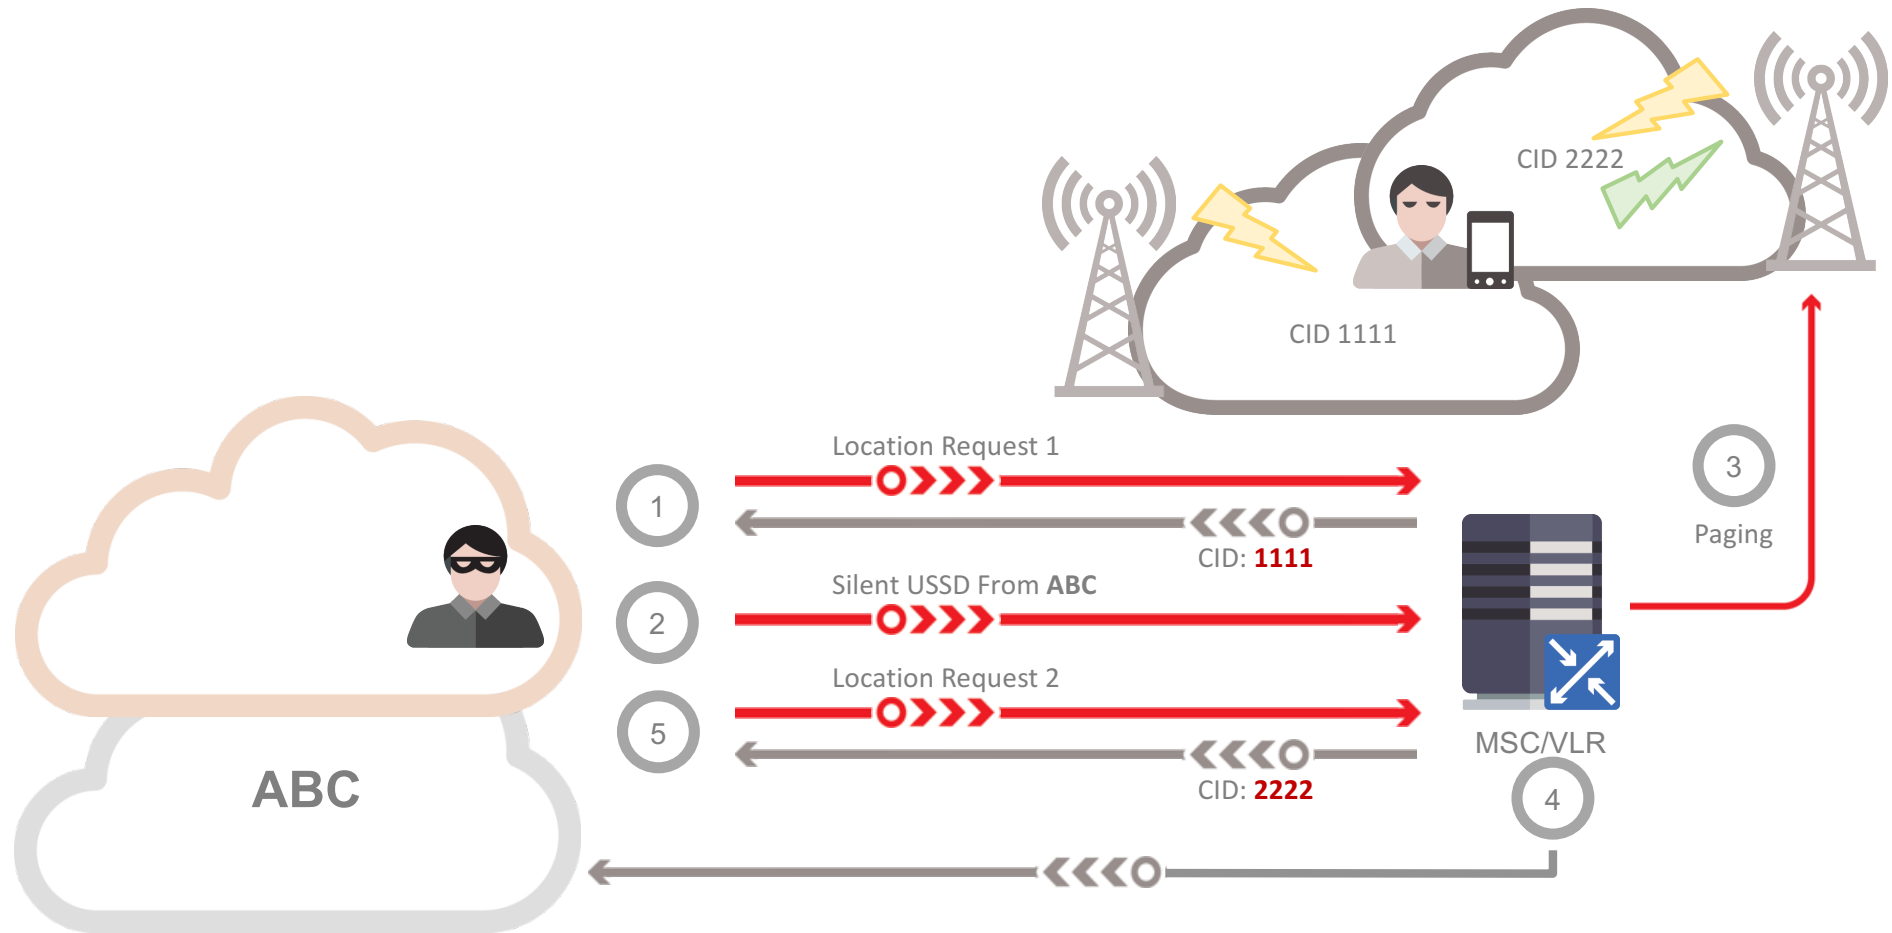 CID 2222
CID 1111
Location Request 1
1
CID: 1111
3
Paging
Silent USSD From ABC
2
Location Request 2
5
CID: 2222
MSC/VLR
4
ABC